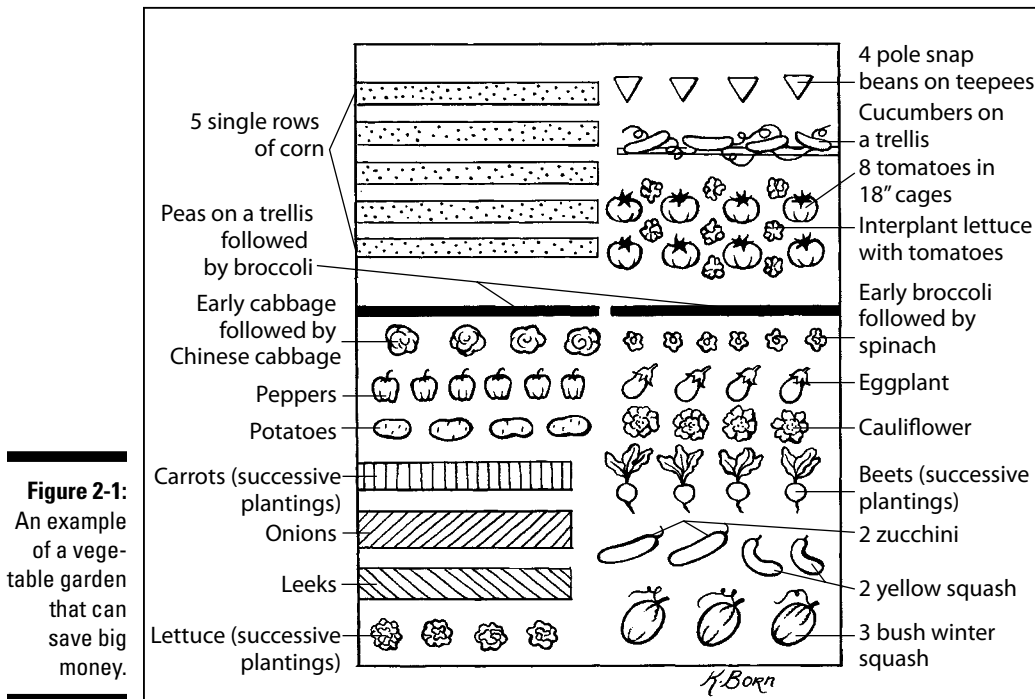 5 single rows
of corn
Peas on a trellis
followed
by broccoli
Early cabbage
followed by
Chinese cabbage
Peppers
Potatoes
Carrots (successive
plantings)
Onions
Leeks
Lettuce (successive
plantings)
4 pole snap
beans on teepees
Cucumbers on
a trellis
8 tomatoes in
18" cages
Interplant lettuce
with tomatoes
Early broccoli
followed by
spinach
Eggplant
Cauliflower
Beets (successive
plantings)
2 zucchini
2 yellow squash
3 bush winter
squash
K. Born
Figure 2-1:
An example
of a vege-
table garden
that can
save big
money.